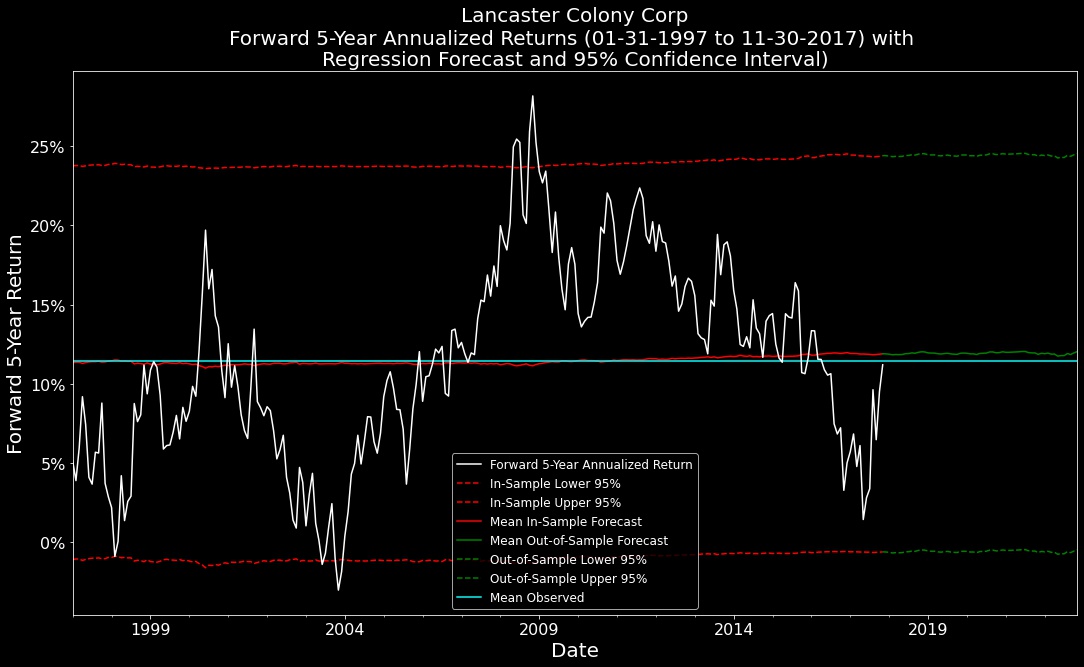 Lancaster Colony Corp
Forward 5-Year Annualized Returns (01-31-1997 to 11-30-2017) with
Regression Forecast and 95% Confidence Interval)
Forward 5-Year Return
25%
20%
15%
10%
5%
0%
Forward 5-Year Annualized Return
In-Sample Lower 95%
In-Sample Upper 95%
Mean In-Sample Forecast
Mean Out-of-Sample Forecast
Out-of-Sample Lower 95%
Out-of-Sample Upper 95%
Mean Observed
1999 2004 2009 2014 2019
Date